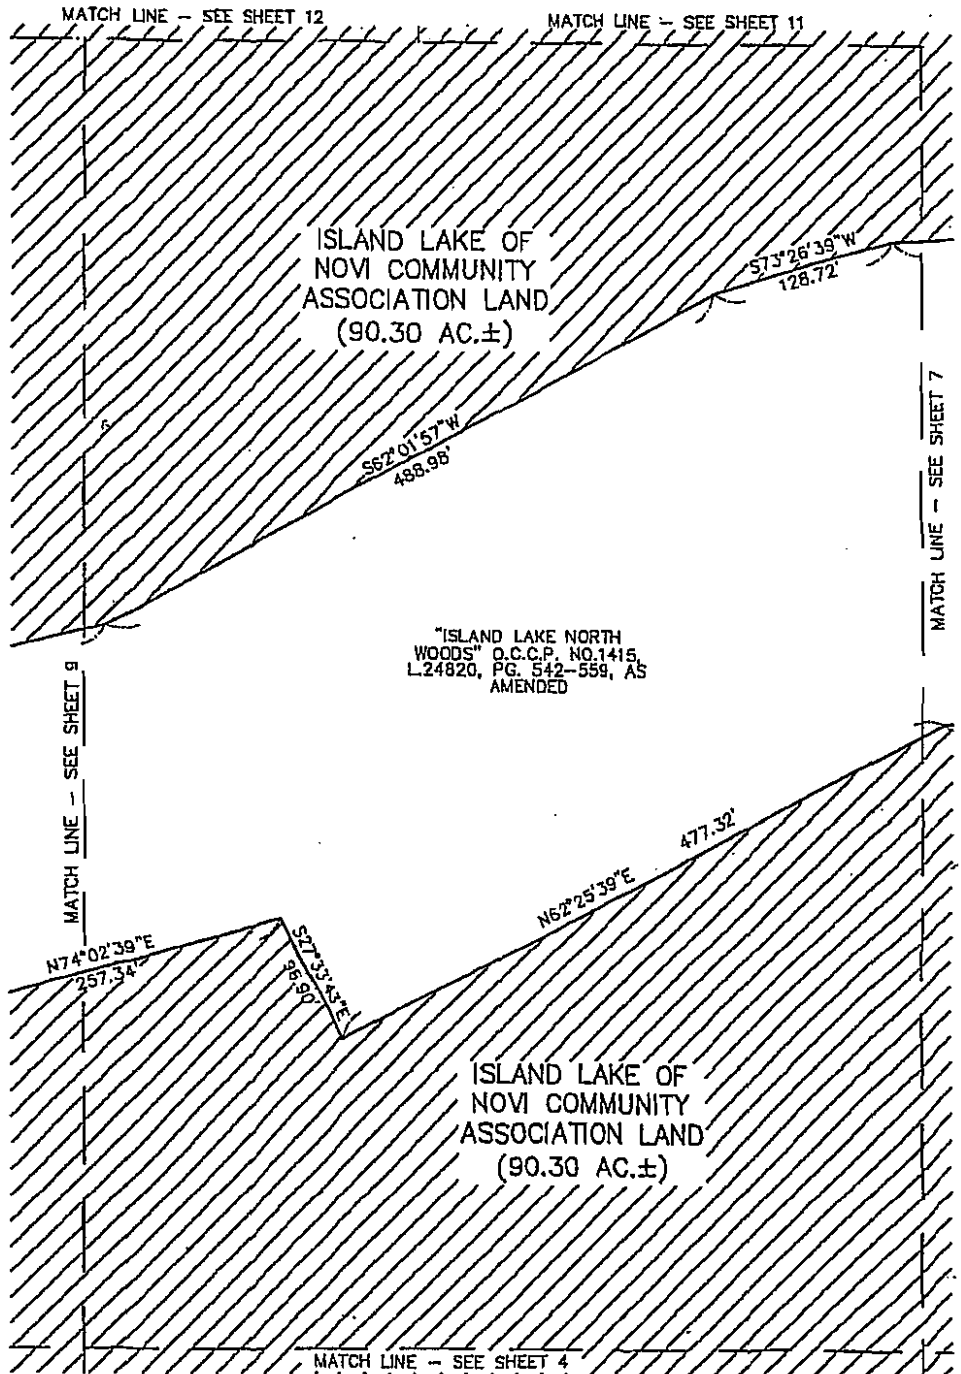 MATCH LINE - SEE SHEET 12
MATCH LINE - SEE SHEET 11
ISLAND LAKE OF
NOVI COMMUNITY
ASSOCIATION LAND
(90.30 AC.±)
S73°26'39"W
128.72'
MATCH LINE - SEE SHEET 7
S62°01'57"W
488.98'
"ISLAND LAKE NORTH
WOODS" O.C.C.P. NO.1415,
L.24820, PG. 542-559, AS
AMENDED
MATCH LINE - SEE SHEET 9
477.32'
N62°25'39"E
N74°02'39"E
257.34'
S27°33'43"E
ISLAND LAKE OF
NOVI COMMUNITY
ASSOCIATION LAND
(90.30 AC.±)
MATCH LINE - SEE SHEET 4